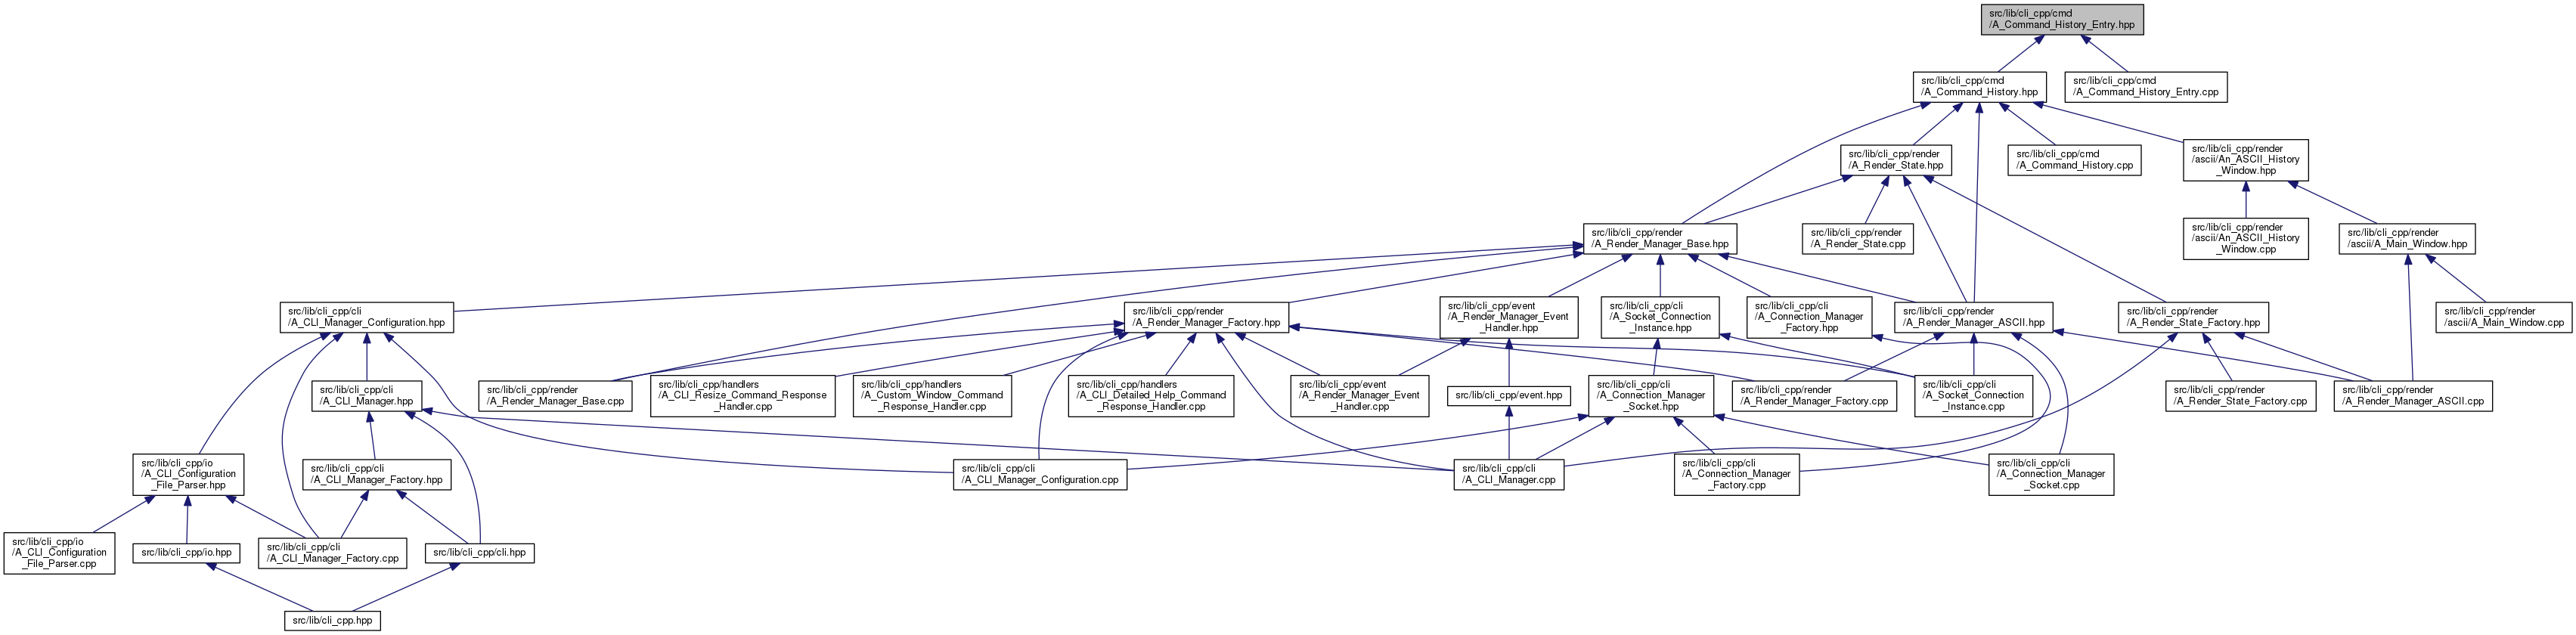 src/lib/cli_cpp/cmd
/A_Command_History_Entry.hpp
src/lib/cli_cpp/cmd
/A_Command_History.hpp
src/lib/cli_cpp/cmd
/A_Command_History_Entry.cpp
src/lib/cli_cpp/render
/A_Render_State.hpp
src/lib/cli_cpp/cmd
/A_Command_History.cpp
src/lib/cli_cpp/render
/ascii/An_ASCII_History
_Window.hpp
src/lib/cli_cpp/render
/A_Render_Manager_Base.hpp
src/lib/cli_cpp/render
/A_Render_State.cpp
src/lib/cli_cpp/render
/ascii/An_ASCII_History
_Window.cpp
src/lib/cli_cpp/render
/ascii/A_Main_Window.hpp
src/lib/cli_cpp/cli
/A_CLI_Manager_Configuration.hpp
src/lib/cli_cpp/render
/A_Render_Manager_Factory.hpp
src/lib/cli_cpp/event
/A_Render_Manager_Event
_Handler.hpp
src/lib/cli_cpp/cli
/A_Socket_Connection
_Instance.hpp
src/lib/cli_cpp/cli
/A_Connection_Manager
_Factory.hpp
src/lib/cli_cpp/render
/A_Render_Manager_ASCII.hpp
src/lib/cli_cpp/render
/A_Render_State_Factory.hpp
src/lib/cli_cpp/render
/ascii/A_Main_Window.cpp
src/lib/cli_cpp/cli
/A_CLI_Manager.hpp
src/lib/cli_cpp/render
/A_Render_Manager_Base.cpp
src/lib/cli_cpp/handlers
/A_CLI_Resize_Command_Response
_Handler.cpp
src/lib/cli_cpp/handlers
/A_Custom_Window_Command
_Response_Handler.cpp
src/lib/cli_cpp/handlers
/A_CLI_Detailed_Help_Command
_Response_Handler.cpp
src/lib/cli_cpp/event
/A_Render_Manager_Event
_Handler.cpp
src/lib/cli_cpp/event.hpp
src/lib/cli_cpp/cli
/A_Connection_Manager
_Socket.hpp
src/lib/cli_cpp/render
/A_Render_Manager_Factory.cpp
src/lib/cli_cpp/cli
/A_Socket_Connection
_Instance.cpp
src/lib/cli_cpp/render
/A_Render_State_Factory.cpp
src/lib/cli_cpp/render
/A_Render_Manager_ASCII.cpp
src/lib/cli_cpp/io
/A_CLI_Configuration
_File_Parser.hpp
src/lib/cli_cpp/cli
/A_CLI_Manager_Factory.hpp
src/lib/cli_cpp/cli
/A_CLI_Manager_Configuration.cpp
src/lib/cli_cpp/cli
/A_CLI_Manager.cpp
src/lib/cli_cpp/cli
/A_Connection_Manager
_Factory.cpp
src/lib/cli_cpp/cli
/A_Connection_Manager
_Socket.cpp
src/lib/cli_cpp/io
/A_CLI_Configuration
_File_Parser.cpp
src/lib/cli_cpp/io.hpp
src/lib/cli_cpp/cli
/A_CLI_Manager_Factory.cpp
src/lib/cli_cpp/cli.hpp
src/lib/cli_cpp.hpp